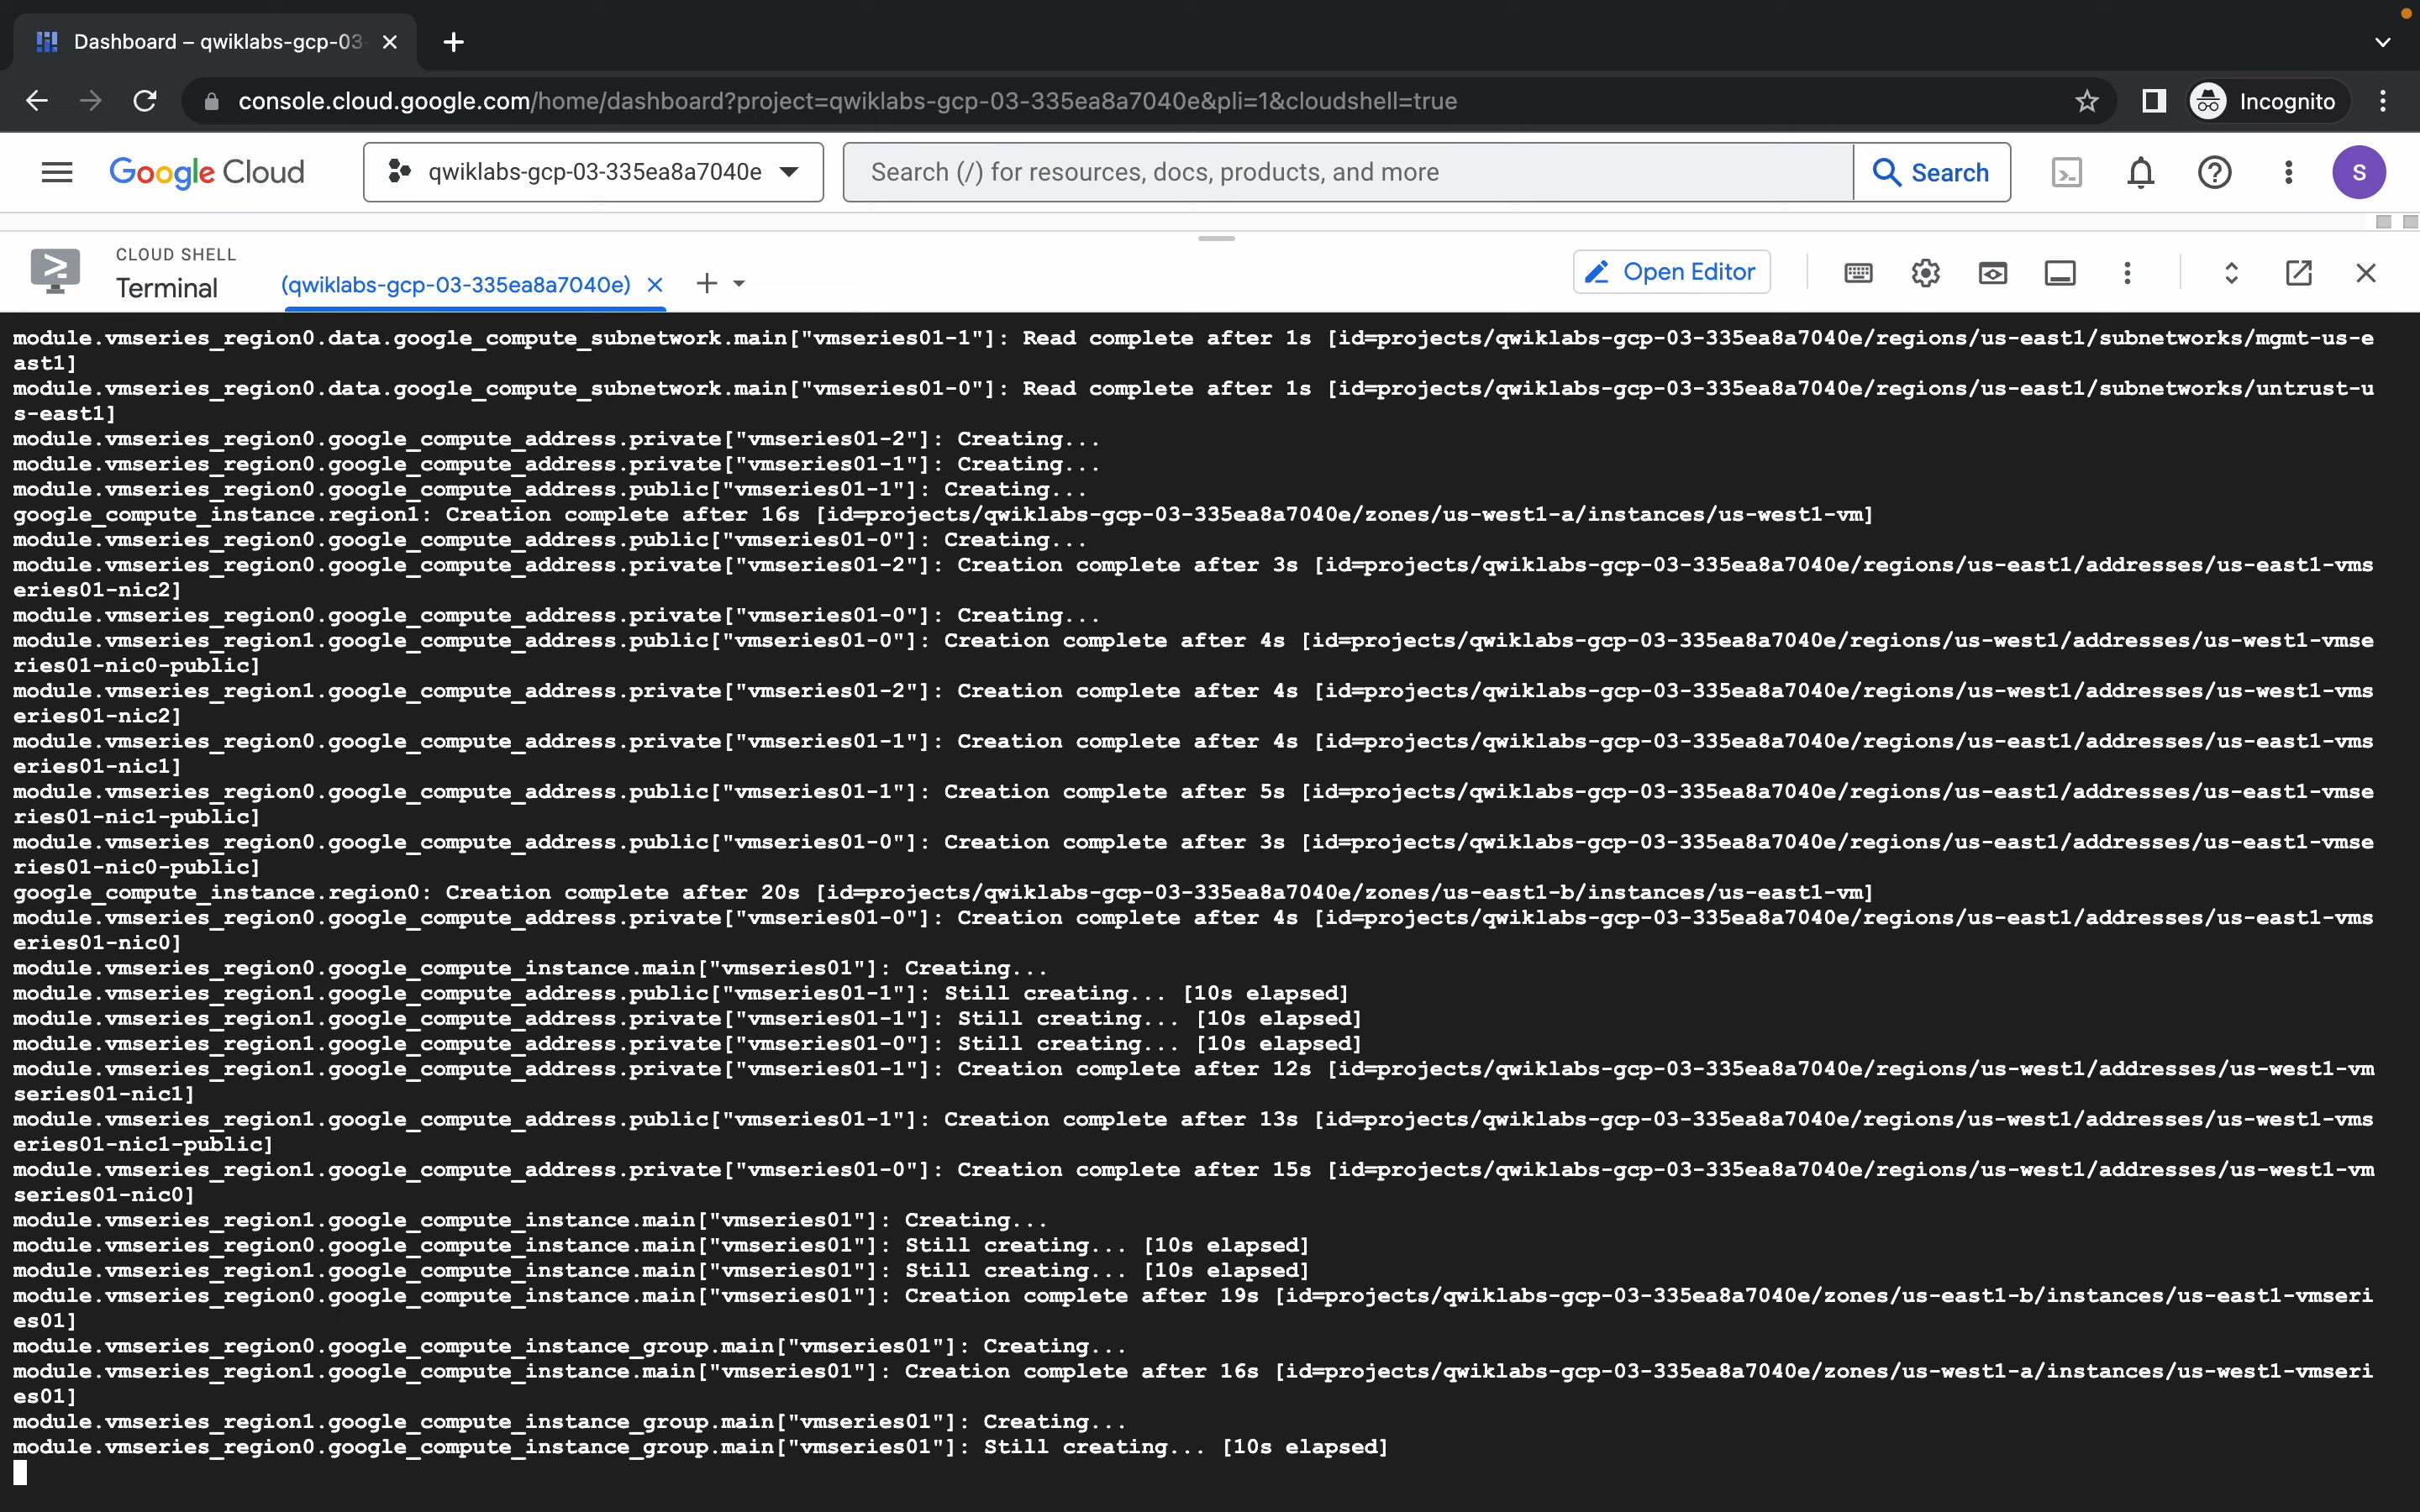 Dashboard – qwiklabs-gcp-03-
console.cloud.google.com/home/dashboard?project=qwiklabs-gcp-03-335ea8a7040e&pli=1&cloudshell=true
Incognito
Google Cloud
qwiklabs-gcp-03-335ea8a7040e
Search (/) for resources, docs, products, and more
Search
S
CLOUD SHELL
Terminal
(qwiklabs-gcp-03-335ea8a7040e)
Open Editor
module.vmseries_region0.data.google_compute_subnetwork.main["vmseries01-1"]: Read complete after 1s [id=projects/qwiklabs-gcp-03-335ea8a7040e/regions/us-east1/subnetworks/mgmt-us-e
ast1]
module.vmseries_region0.data.google_compute_subnetwork.main["vmseries01-0"]: Read complete after 1s [id=projects/qwiklabs-gcp-03-335ea8a7040e/regions/us-east1/subnetworks/untrust-u
s-east1]
module.vmseries_region0.google_compute_address.private["vmseries01-2"]: Creating...
module.vmseries_region0.google_compute_address.private["vmseries01-1"]: Creating...
module.vmseries_region0.google_compute_address.public["vmseries01-1"]: Creating...
google_compute_instance.region1: Creation complete after 16s [id=projects/qwiklabs-gcp-03-335ea8a7040e/zones/us-west1-a/instances/us-west1-vm]
module.vmseries_region0.google_compute_address.public["vmseries01-0"]: Creating...
module.vmseries_region0.google_compute_address.private["vmseries01-2"]: Creation complete after 3s [id=projects/qwiklabs-gcp-03-335ea8a7040e/regions/us-east1/addresses/us-east1-vms
eries01-nic2]
module.vmseries_region0.google_compute_address.private["vmseries01-0"]: Creating...
module.vmseries_region1.google_compute_address.public["vmseries01-0"]: Creation complete after 4s [id=projects/qwiklabs-gcp-03-335ea8a7040e/regions/us-west1/addresses/us-west1-vmse
ries01-nic0-public]
module.vmseries_region1.google_compute_address.private["vmseries01-2"]: Creation complete after 4s [id=projects/qwiklabs-gcp-03-335ea8a7040e/regions/us-west1/addresses/us-west1-vms
eries01-nic2]
module.vmseries_region0.google_compute_address.private["vmseries01-1"]: Creation complete after 4s [id=projects/qwiklabs-gcp-03-335ea8a7040e/regions/us-east1/addresses/us-east1-vms
eries01-nic1]
module.vmseries_region0.google_compute_address.public["vmseries01-1"]: Creation complete after 5s [id=projects/qwiklabs-gcp-03-335ea8a7040e/regions/us-east1/addresses/us-east1-vmse
ries01-nic1-public]
module.vmseries_region0.google_compute_address.public["vmseries01-0"]: Creation complete after 3s [id=projects/qwiklabs-gcp-03-335ea8a7040e/regions/us-east1/addresses/us-east1-vmse
ries01-nic0-public]
google_compute_instance.region0: Creation complete after 20s [id=projects/qwiklabs-gcp-03-335ea8a7040e/zones/us-east1-b/instances/us-east1-vm]
module.vmseries_region0.google_compute_address.private["vmseries01-0"]: Creation complete after 4s [id=projects/qwiklabs-gcp-03-335ea8a7040e/regions/us-east1/addresses/us-east1-vms
eries01-nic0]
module.vmseries_region0.google_compute_instance.main["vmseries01"]: Creating...
module.vmseries_region1.google_compute_address.public["vmseries01-1"]: Still creating... [10s elapsed]
module.vmseries_region1.google_compute_address.private["vmseries01-1"]: Still creating... [10s elapsed]
module.vmseries_region1.google_compute_address.private["vmseries01-0"]: Still creating... [10s elapsed]
module.vmseries_region1.google_compute_address.private["vmseries01-1"]: Creation complete after 12s [id=projects/qwiklabs-gcp-03-335ea8a7040e/regions/us-west1/addresses/us-west1-vm
series01-nic1]
module.vmseries_region1.google_compute_address.public["vmseries01-1"]: Creation complete after 13s [id=projects/qwiklabs-gcp-03-335ea8a7040e/regions/us-west1/addresses/us-west1-vms
eries01-nic1-public]
module.vmseries_region1.google_compute_address.private["vmseries01-0"]: Creation complete after 15s [id=projects/qwiklabs-gcp-03-335ea8a7040e/regions/us-west1/addresses/us-west1-vm
series01-nic0]
module.vmseries_region1.google_compute_instance.main["vmseries01"]: Creating...
module.vmseries_region0.google_compute_instance.main["vmseries01"]: Still creating... [10s elapsed]
module.vmseries_region1.google_compute_instance.main["vmseries01"]: Still creating... [10s elapsed]
module.vmseries_region0.google_compute_instance.main["vmseries01"]: Creation complete after 19s [id=projects/qwiklabs-gcp-03-335ea8a7040e/zones/us-east1-b/instances/us-east1-vmseri
es01]
module.vmseries_region0.google_compute_instance_group.main["vmseries01"]: Creating...
module.vmseries_region1.google_compute_instance.main["vmseries01"]: Creation complete after 16s [id=projects/qwiklabs-gcp-03-335ea8a7040e/zones/us-west1-a/instances/us-west1-vmseri
es01]
module.vmseries_region1.google_compute_instance_group.main["vmseries01"]: Creating...
module.vmseries_region0.google_compute_instance_group.main["vmseries01"]: Still creating... [10s elapsed]